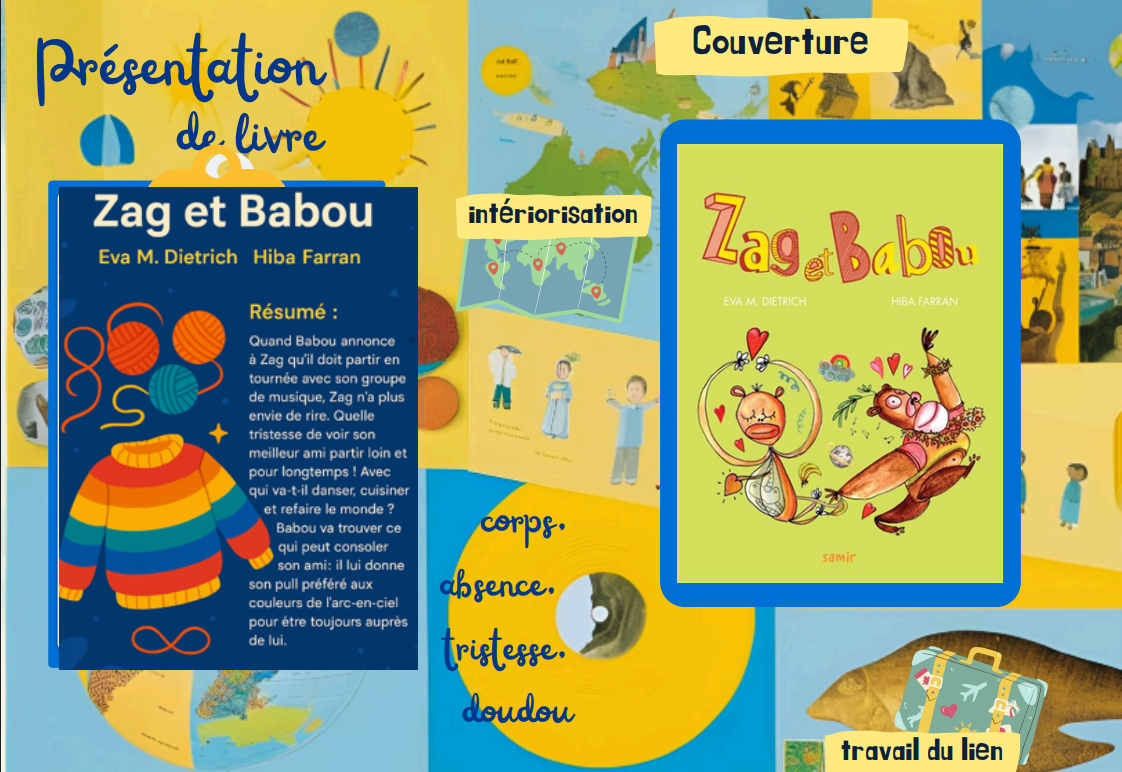 Présentation
de livre
Zag et Babou
Eva M. Dietrich Hiba Farran
Résumé :
Quand Babou annonce
à Zag qu'il doit partir en
tournée avec son groupe
de musique, Zag n'a plus
envie de rire. Quelle
tristesse de voir son
meilleur ami partir loin et
pour longtemps ! Avec
qui va-t-il danser, cuisiner
et refaire le monde ?
Babou va trouver ce
qui peut consoler
son ami: il lui donne
son pull préféré aux
couleurs de l'arc-en-ciel
pour être toujours auprès
de lui.
intériorisation
corps,
absence,
tristesse,
doudou
Couverture
Zag et Babou
EVA M. DIETRICH HIBA FARRAN
samir
travail du lien